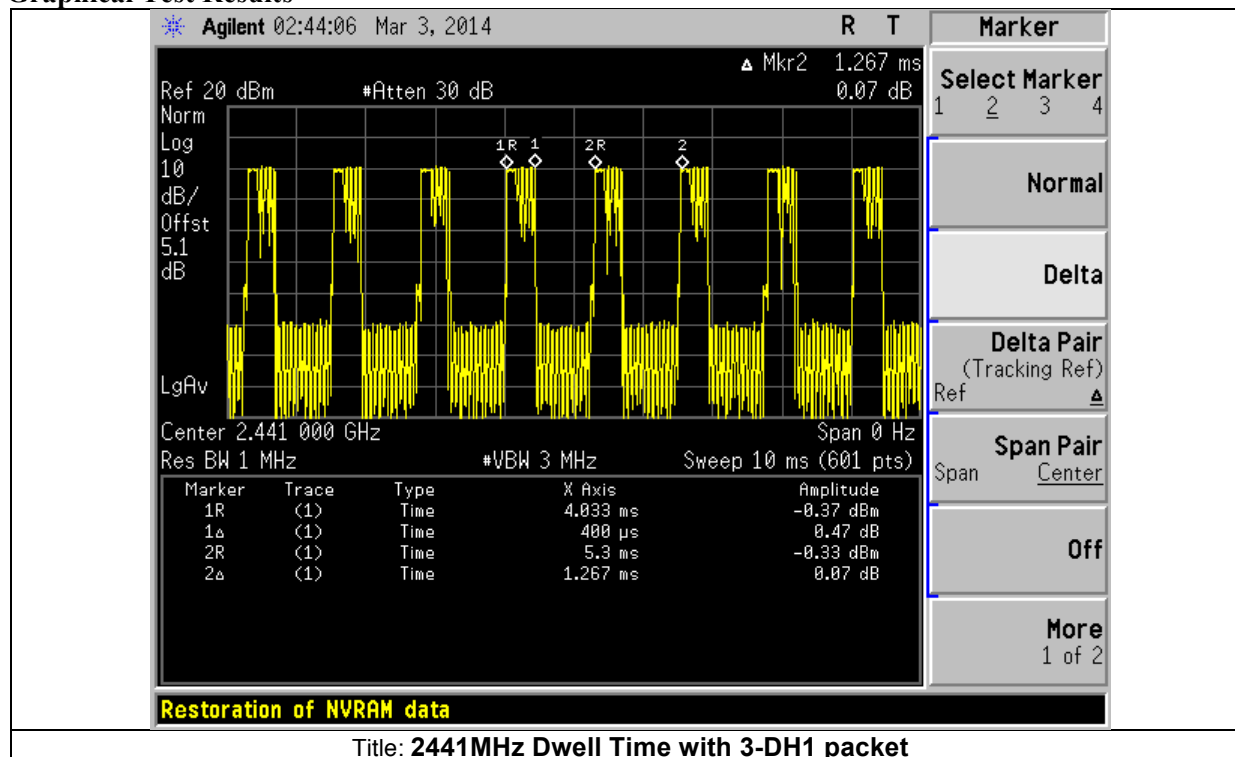 Graphical Test Results
Agilent 02:44:06 Mar 3, 2014 R T
Δ Mkr2 1.267 ms
Ref 20 dBm #Atten 30 dB 0.07 dB
Norm
Log
10
dB/
Offst
5.1
dB
LgAv
1R 1 2R 2
Center 2.441 000 GHz Span 0 Hz
Res BW 1 MHz #VBW 3 MHz Sweep 10 ms (601 pts)
Marker Trace Type X Axis Amplitude
1R (1) Time 4.033 ms -0.37 dBm
1Δ (1) Time 400 µs 0.47 dB
2R (1) Time 5.3 ms -0.33 dBm
2Δ (1) Time 1.267 ms 0.07 dB
Restoration of NVRAM data
Marker
Select Marker
1 2 3 4
Normal
Delta
Delta Pair
(Tracking Ref)
Ref Δ
Span Pair
Span Center
Off
More
1 of 2
Title: 2441MHz Dwell Time with 3-DH1 packet